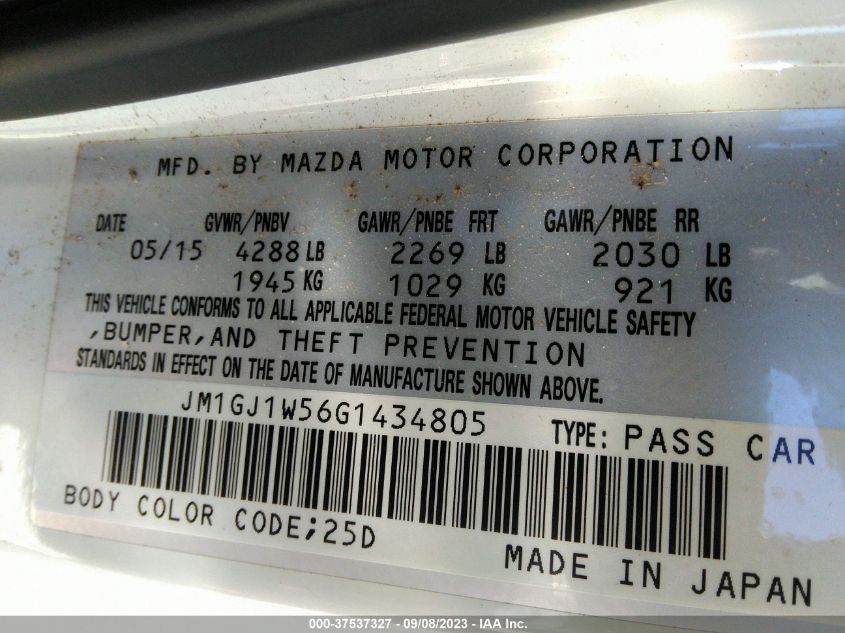 MFD. BY MAZDA MOTOR CORPORATION
DATE GVWR/PNBV GAWR/PNBE FRT GAWR/PNBE RR
05/15 4288 LB 2269 LB 2030 LB
1945 KG 1029 KG 921 KG
THIS VEHICLE CONFORMS TO ALL APPLICABLE FEDERAL MOTOR VEHICLE SAFETY
,BUMPER,AND THEFT PREVENTION
STANDARDS IN EFFECT ON THE DATE OF MANUFACTURE SHOWN ABOVE.
JM1GJ1W56G1434805 TYPE: PASS CAR
BODY COLOR CODE;25D
MADE IN JAPAN
000-37537327 - 09/08/2023 - IAA Inc.